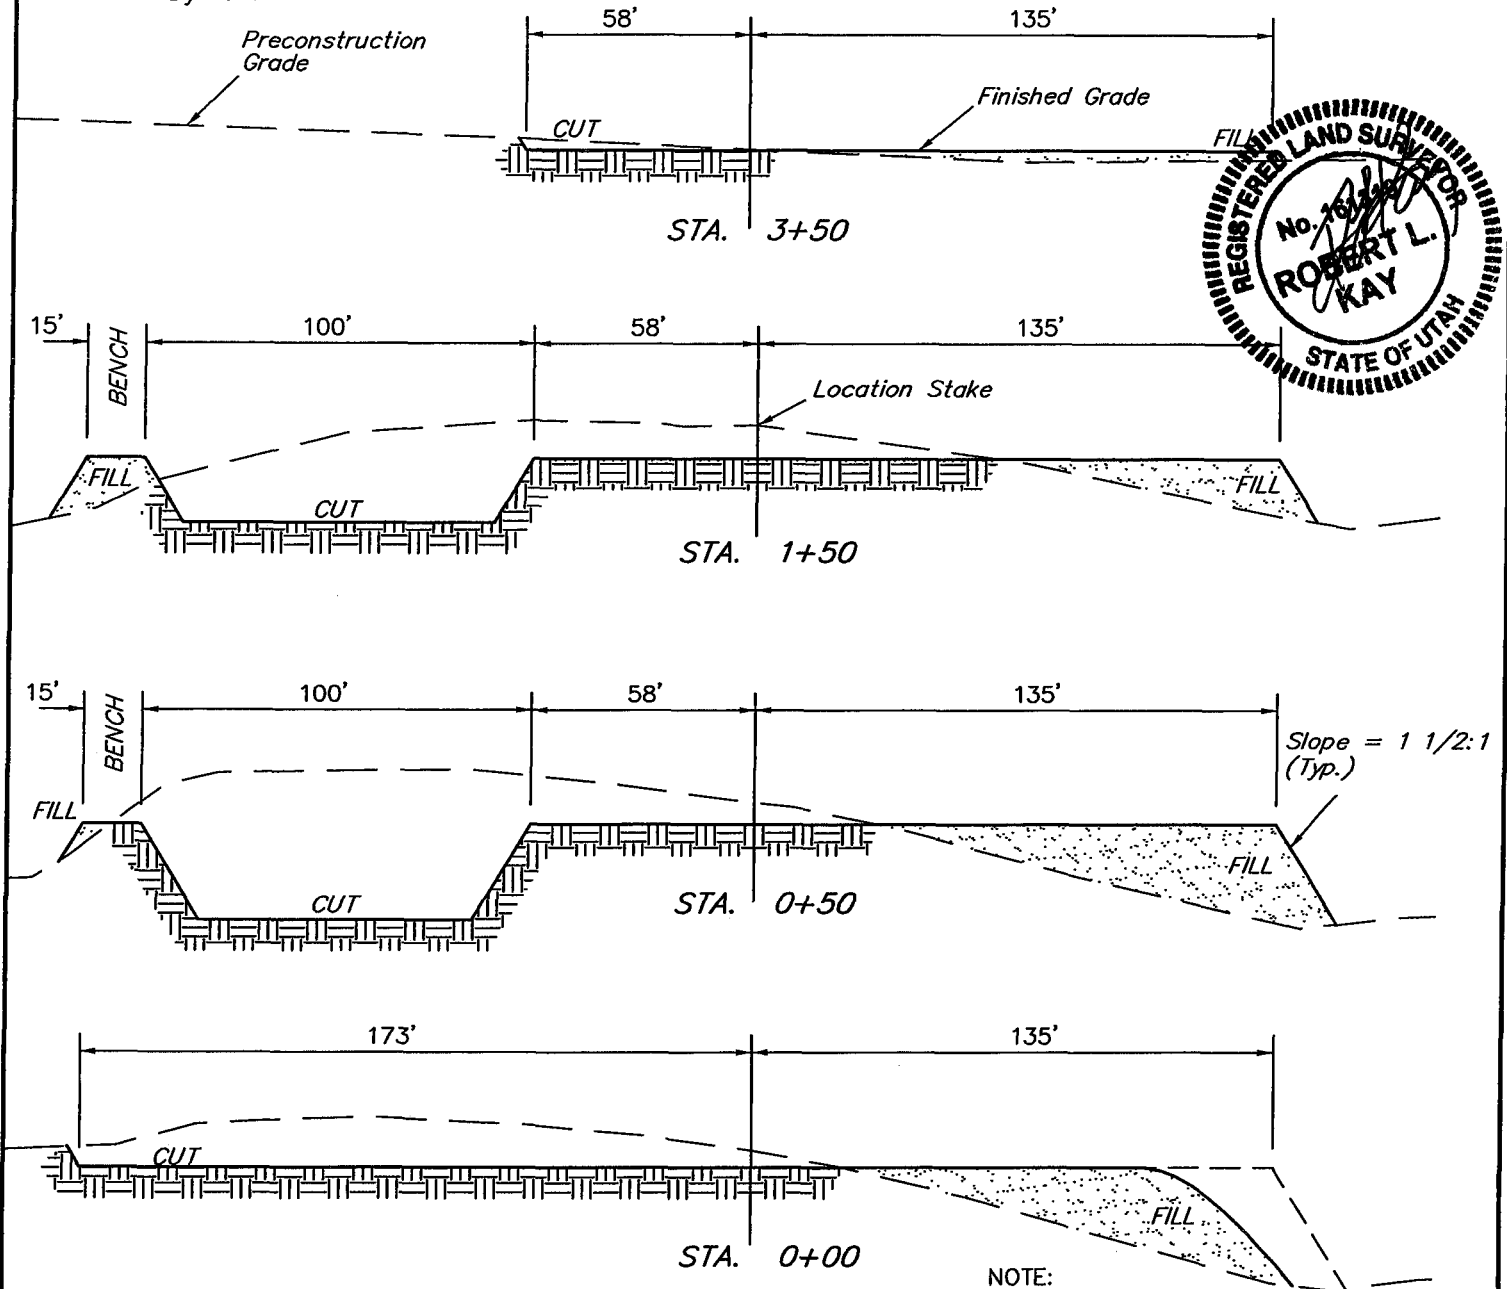 58'
135'
Preconstruction
Grade
Finished Grade
CUT
FILL
STA. 3+50
REGISTERED LAND SURVEYOR
No.
ROBERT L.
KAY
STATE OF UTAH
15'
BENCH
100'
58'
135'
Location Stake
FILL
CUT
FILL
STA. 1+50
15'
BENCH
100'
58'
135'
Slope = 1 1/2:1
(Typ.)
FILL
CUT
FILL
STA. 0+50
173'
135'
CUT
FILL
STA. 0+00
NOTE: